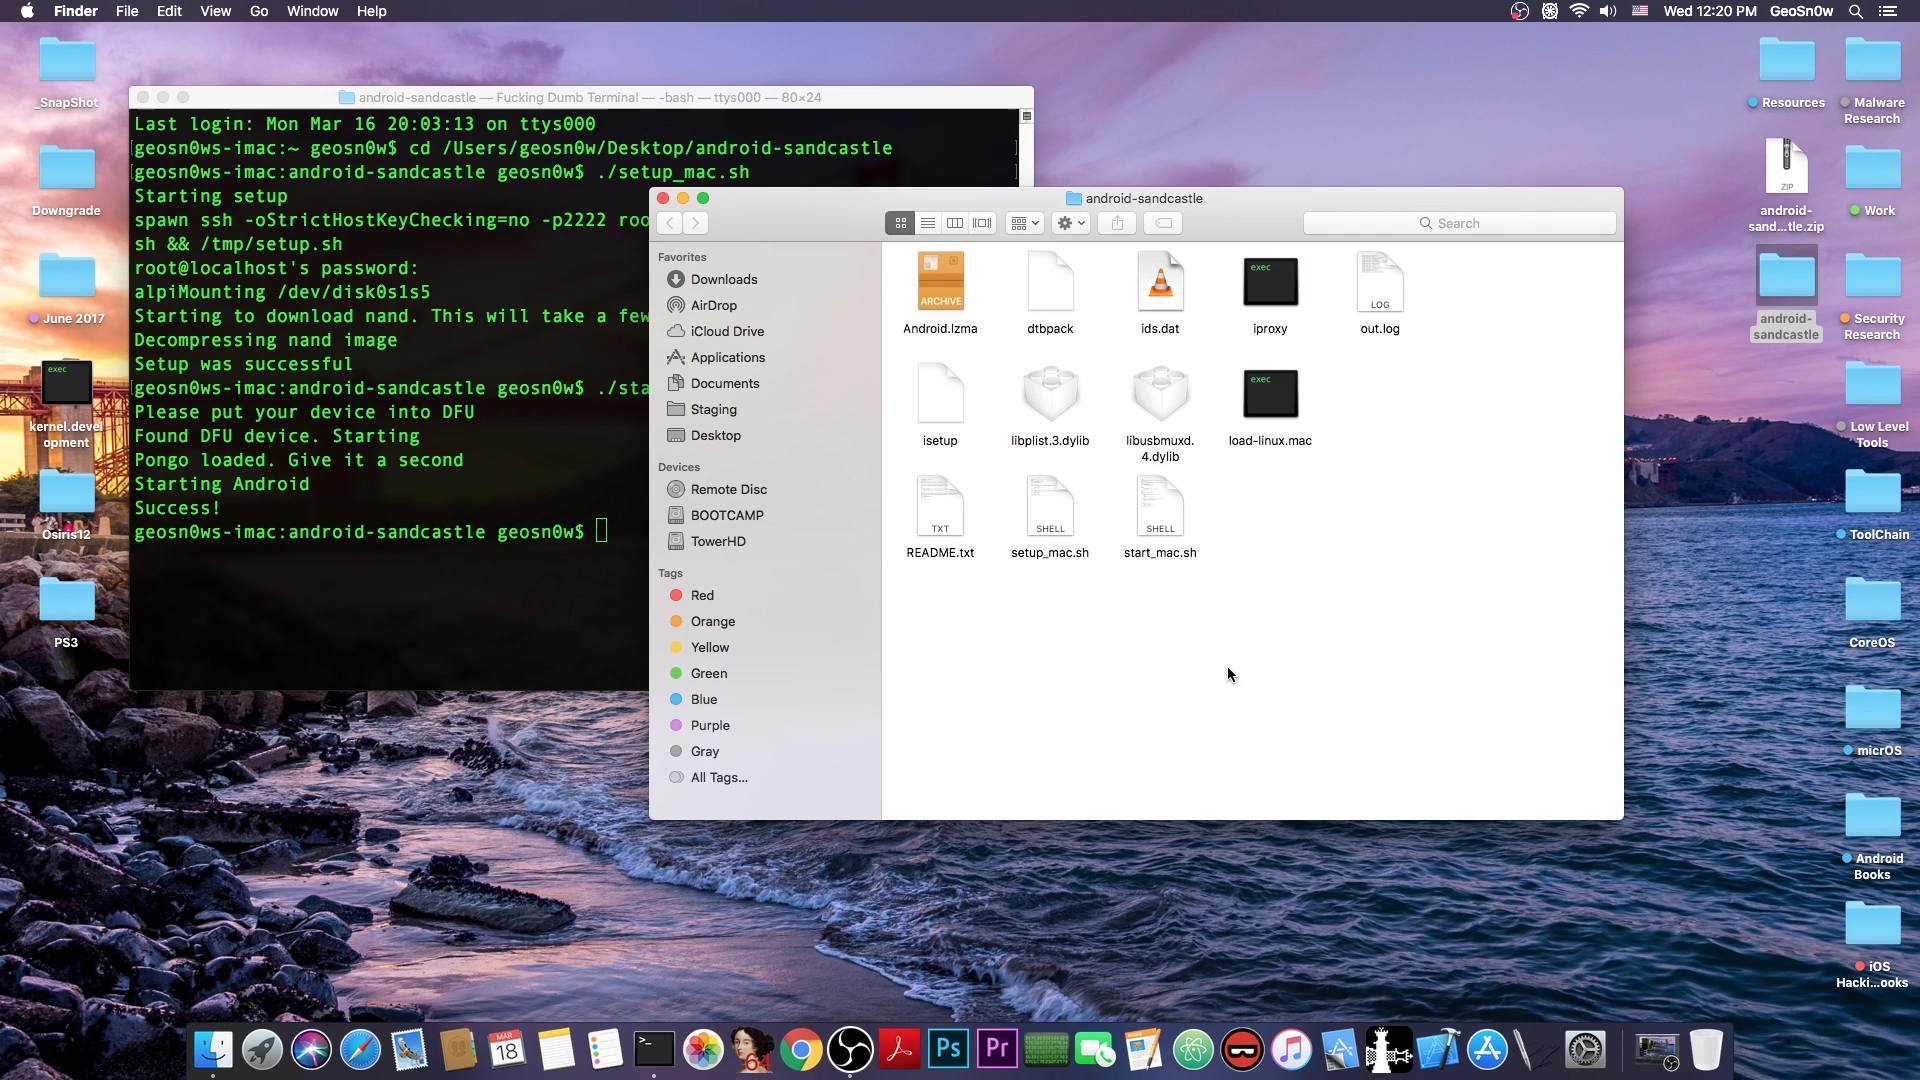 Finder File Edit View Go Window Help
Wed 12:20 PM GeoSn0w
_SnapShot
Downgrade
June 2017
exec
kernel.devel
opment
Osiris12
PS3
android-sandcastle — Fucking Dumb Terminal — -bash — ttys000 — 80×24
Last login: Mon Mar 16 20:03:13 on ttys000
geosn0ws-imac:~ geosn0w$ cd /Users/geosn0w/Desktop/android-sandcastle
geosn0ws-imac:android-sandcastle geosn0w$ ./setup_mac.sh
Starting setup
spawn ssh -oStrictHostKeyChecking=no -p2222 roo
sh && /tmp/setup.sh
root@localhost's password:
alpiMounting /dev/disk0s1s5
Starting to download nand. This will take a few
Decompressing nand image
Setup was successful
geosn0ws-imac:android-sandcastle geosn0w$ ./sta
Please put your device into DFU
Found DFU device. Starting
Pongo loaded. Give it a second
Starting Android
Success!
geosn0ws-imac:android-sandcastle geosn0w$
android-sandcastle
Search
Favorites
Downloads
AirDrop
iCloud Drive
Applications
Documents
Staging
Desktop
Devices
Remote Disc
BOOTCAMP
TowerHD
Tags
Red
Orange
Yellow
Green
Blue
Purple
Gray
All Tags...
ARCHIVE
exec
LOG
Android.lzma
dtbpack
ids.dat
iproxy
out.log
exec
isetup
libplist.3.dylib
libusbmuxd.
4.dylib
load-linux.mac
TXT
SHELL
SHELL
README.txt
setup_mac.sh
start_mac.sh
Resources
ZIP
android-
sand...tle.zip
android-
sandcastle
Malware
Research
Work
Security
Research
Low Level
Tools
ToolChain
CoreOS
micrOS
Android
Books
iOS
Hacki...ooks
MAR
18
>_
64
Ps
Pr